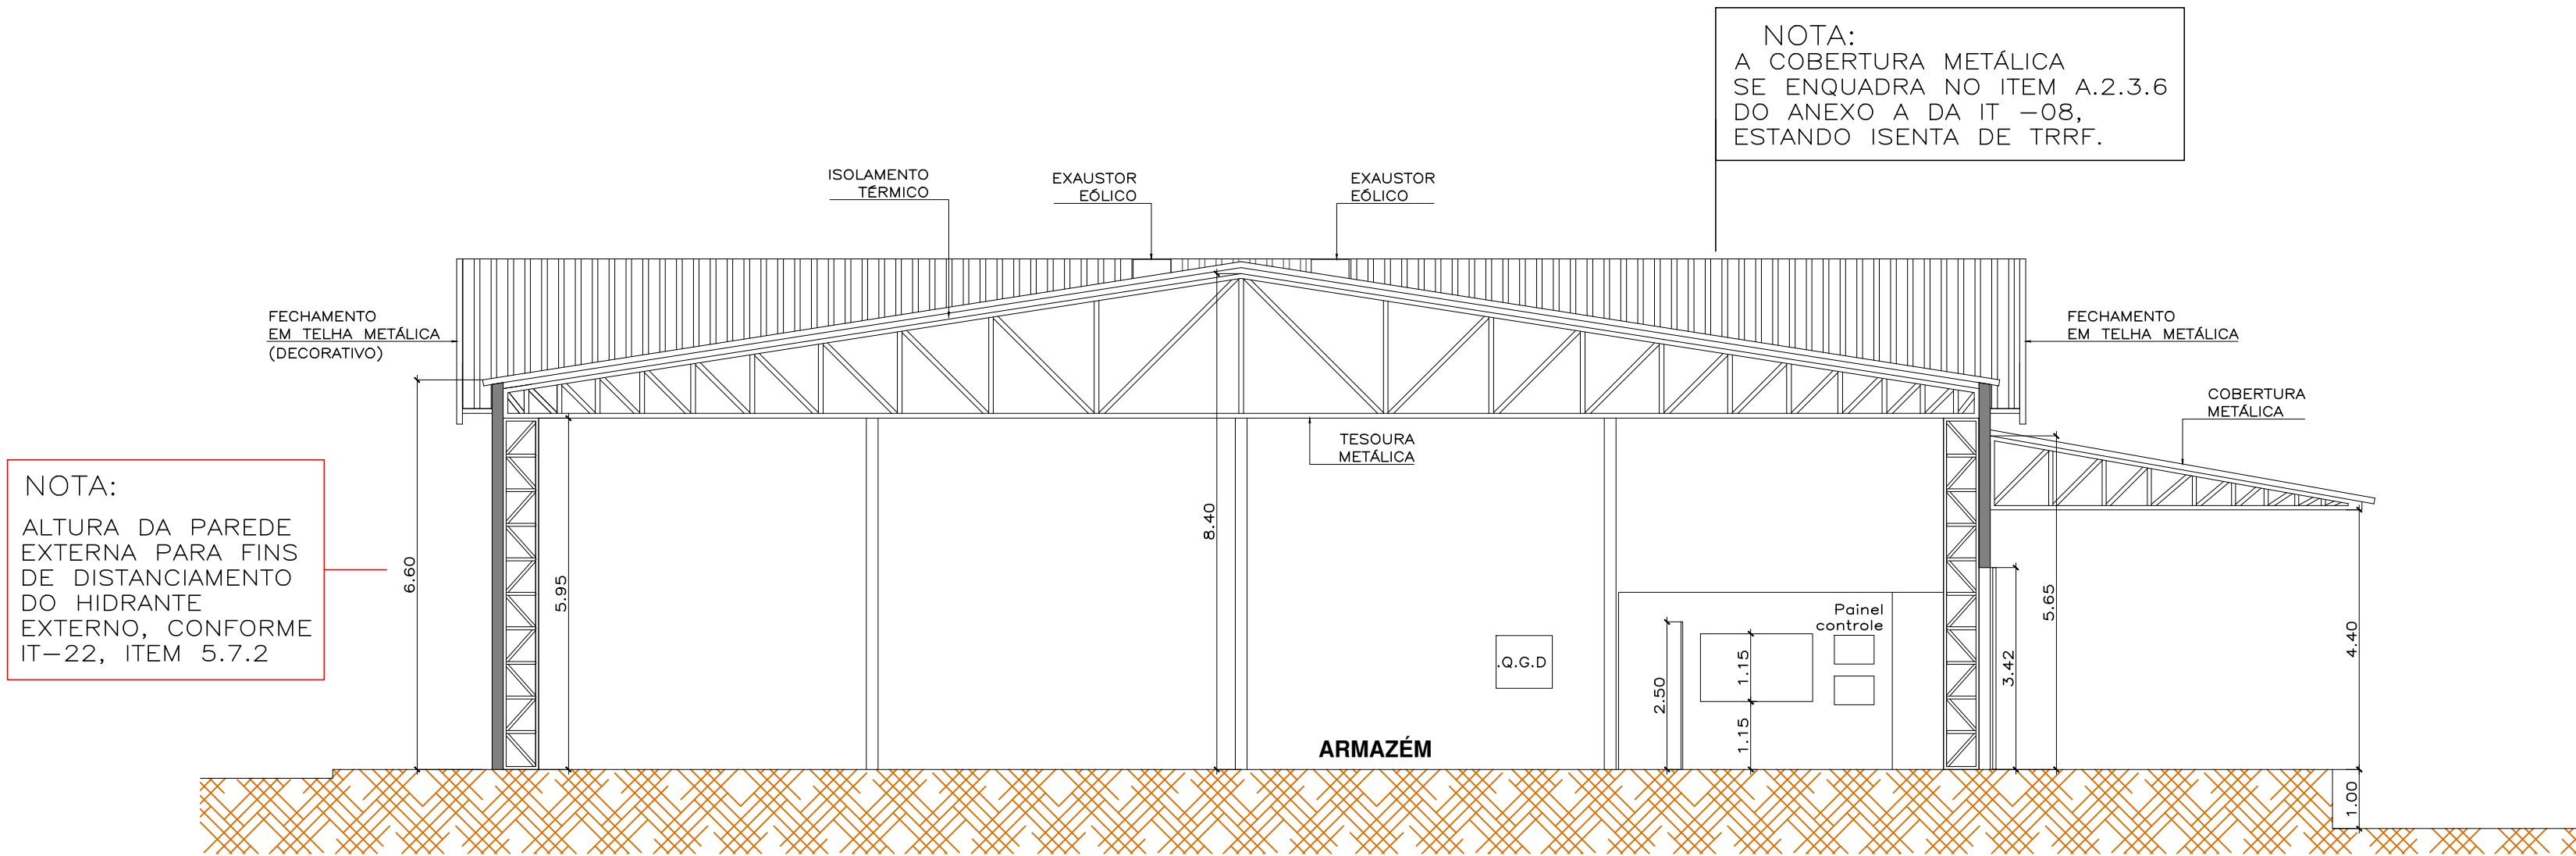 NOTA:
A COBERTURA METÁLICA
SE ENQUADRA NO ITEM A.2.3.6
DO ANEXO A DA IT -08,
ESTANDO ISENTA DE TRRF.
ISOLAMENTO
TÉRMICO
EXAUSTOR
EÓLICO
EXAUSTOR
EÓLICO
FECHAMENTO
EM TELHA METÁLICA
(DECORATIVO)
FECHAMENTO
EM TELHA METÁLICA
COBERTURA
METÁLICA
TESOURA
METÁLICA
NOTA:
ALTURA DA PAREDE
EXTERNA PARA FINS
DE DISTANCIAMENTO
DO HIDRANTE
EXTERNO, CONFORME
IT-22, ITEM 5.7.2
6.60
5.95
8.40
.Q.G.D
2.50
1.15
1.15
Painel
controle
3.42
5.65
4.40
1.00
ARMAZÉM